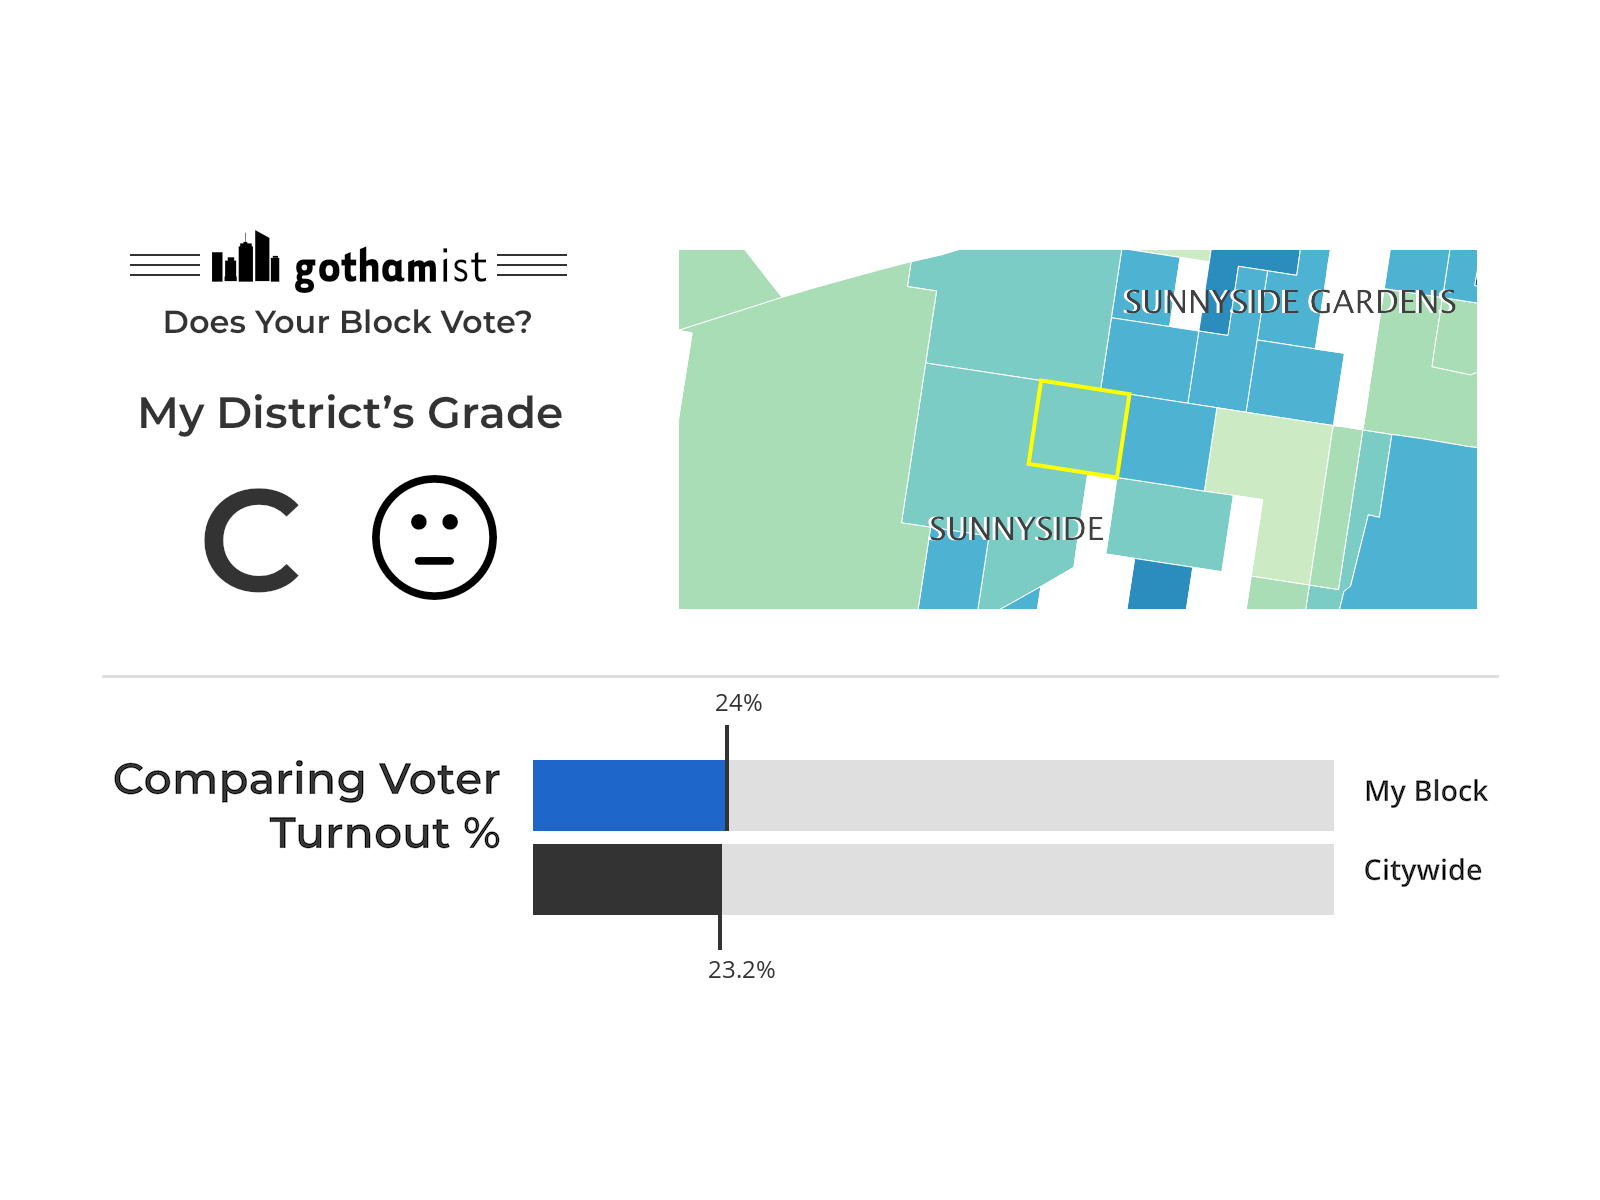 gothamist
Does Your Block Vote?
My District’s Grade
C
SUNNYSIDE GARDENS
SUNNYSIDE
24%
Comparing Voter
Turnout %
My Block
Citywide
23.2%